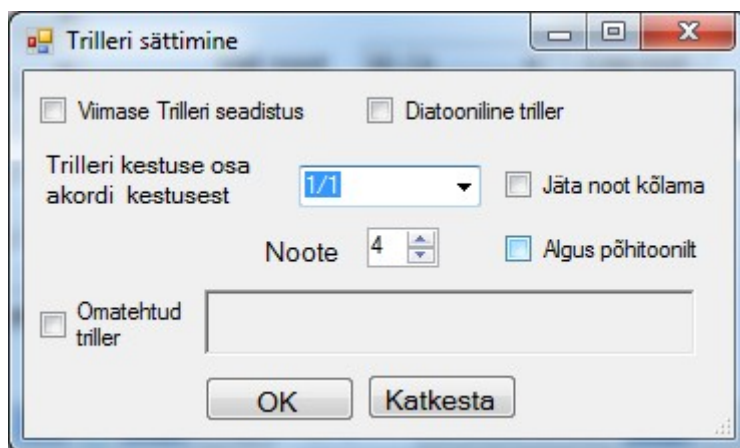 Trilleri sättimine
Viimase Trilleri seadistus
Diatooniline triller
Trilleri kestuse osa
akordi kestusest
1/1
Jäta noot kõlama
Noote
4
Algus põhitoonilt
Omatehtud
triller
OK
Katkesta